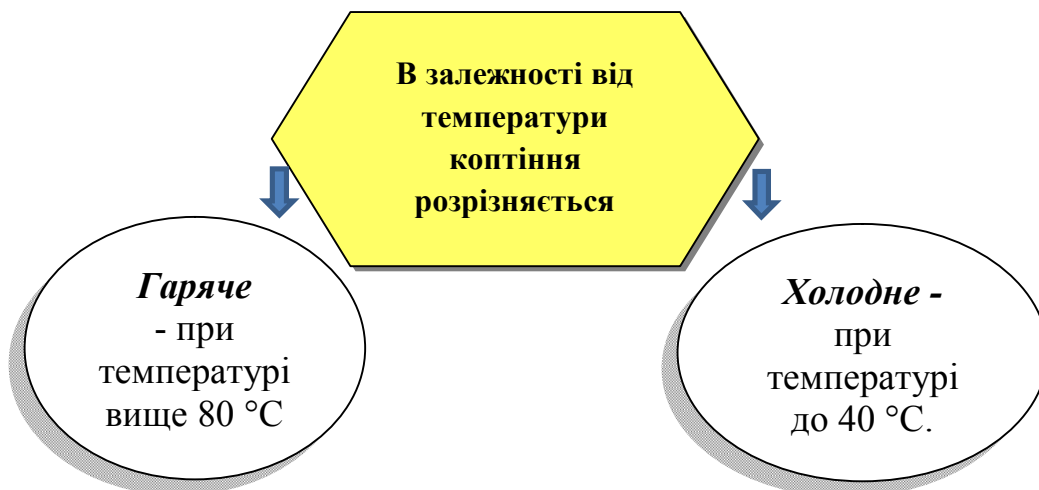 В залежності від
температури
коптіння
розрізняється
Гаряче
- при
температурі
вище 80 °С
Холодне -
при
температурі
до 40 °С.